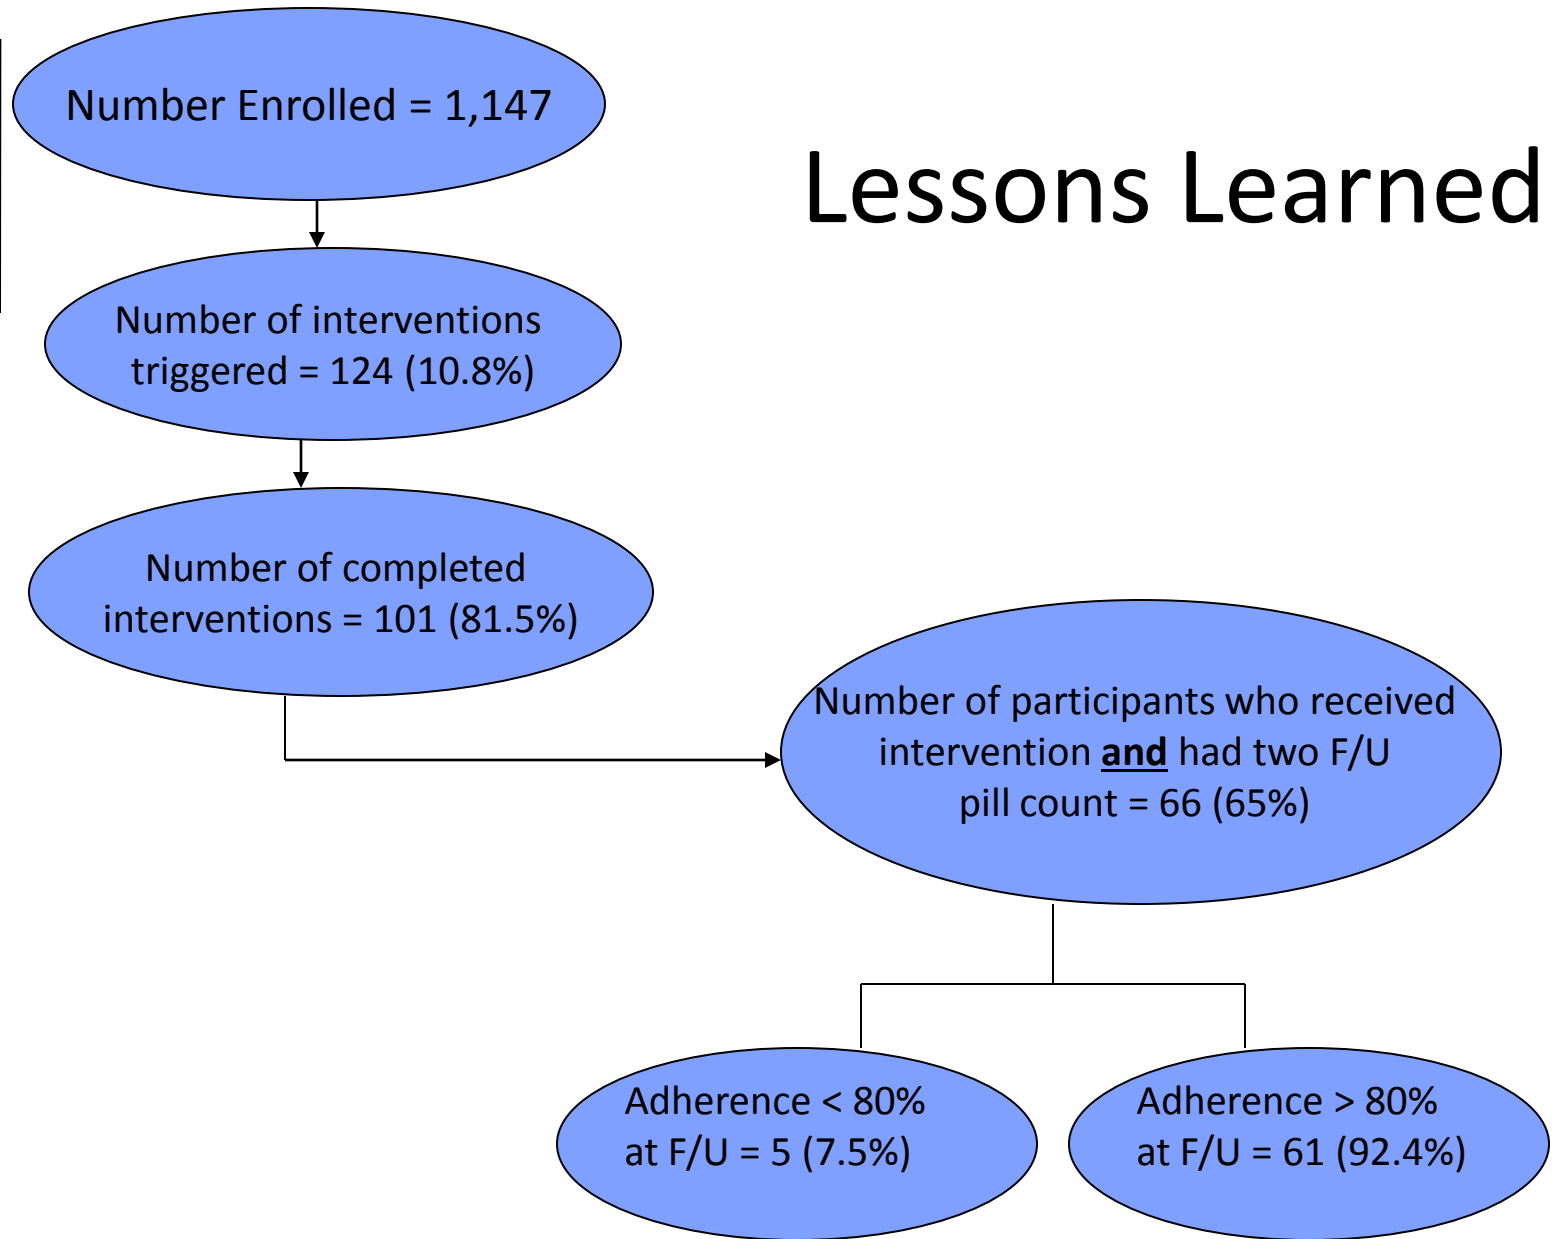 Number Enrolled = 1,147
Lessons Learned
Number of interventions
triggered = 124 (10.8%)
Number of completed
interventions = 101 (81.5%)
Number of participants who received
intervention and had two F/U
pill count = 66 (65%)
Adherence < 80%
at F/U = 5 (7.5%)
Adherence > 80%
at F/U = 61 (92.4%)